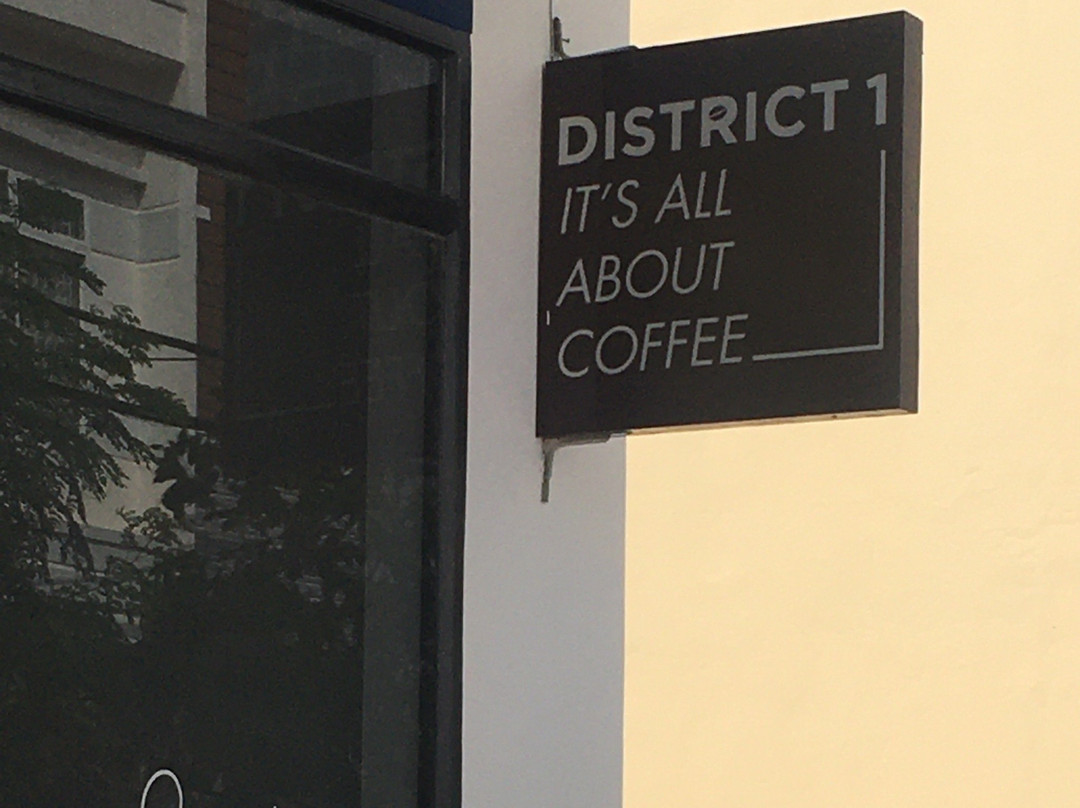 DISTRICT 1
IT'S ALL
ABOUT
COFFEE